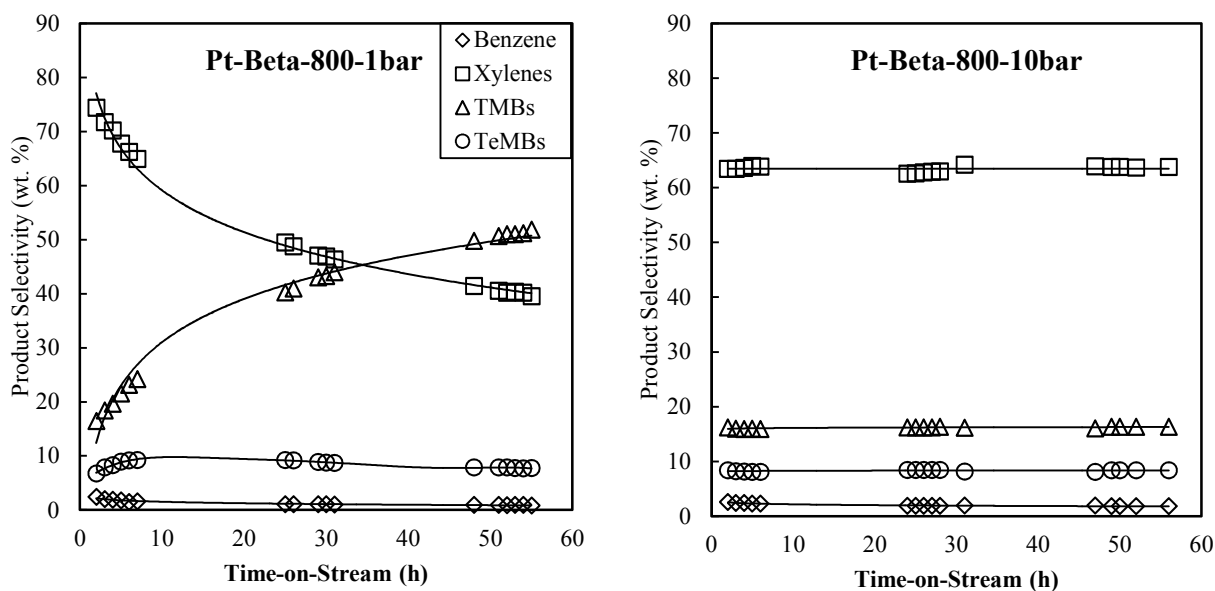 Pt-Beta-800-1bar
Benzene
Xylenes
TMBs
TeMBs
Product Selectivity (wt. %)
90
80
70
60
50
40
30
20
10
0
0 10 20 30 40 50 60
Time-on-Stream (h)
Pt-Beta-800-10bar
Product Selectivity (wt. %)
90
80
70
60
50
40
30
20
10
0
0 10 20 30 40 50 60
Time-on-Stream (h)